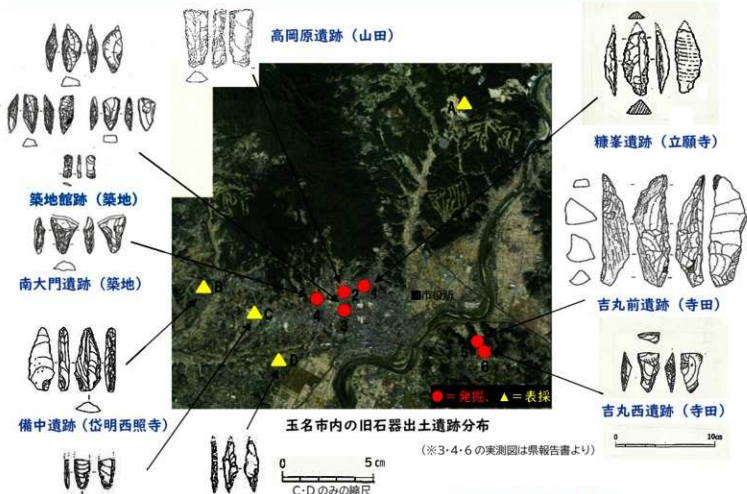 高岡原遺跡（山田）
糠峯遺跡（立願寺）
築地館跡（築地）
南大門遺跡（築地）
吉丸前遺跡（寺田）
備中遺跡（岱明西照寺）
吉丸西遺跡（寺田）
A
B
C
D
1
2
3
4
5
6
■市役所
●＝発掘、▲＝表採
玉名市内の旧石器出土遺跡分布
（※3・4・6の実測図は県報告書より）
0 5cm
C・Dのみの縮尺
0 10cm